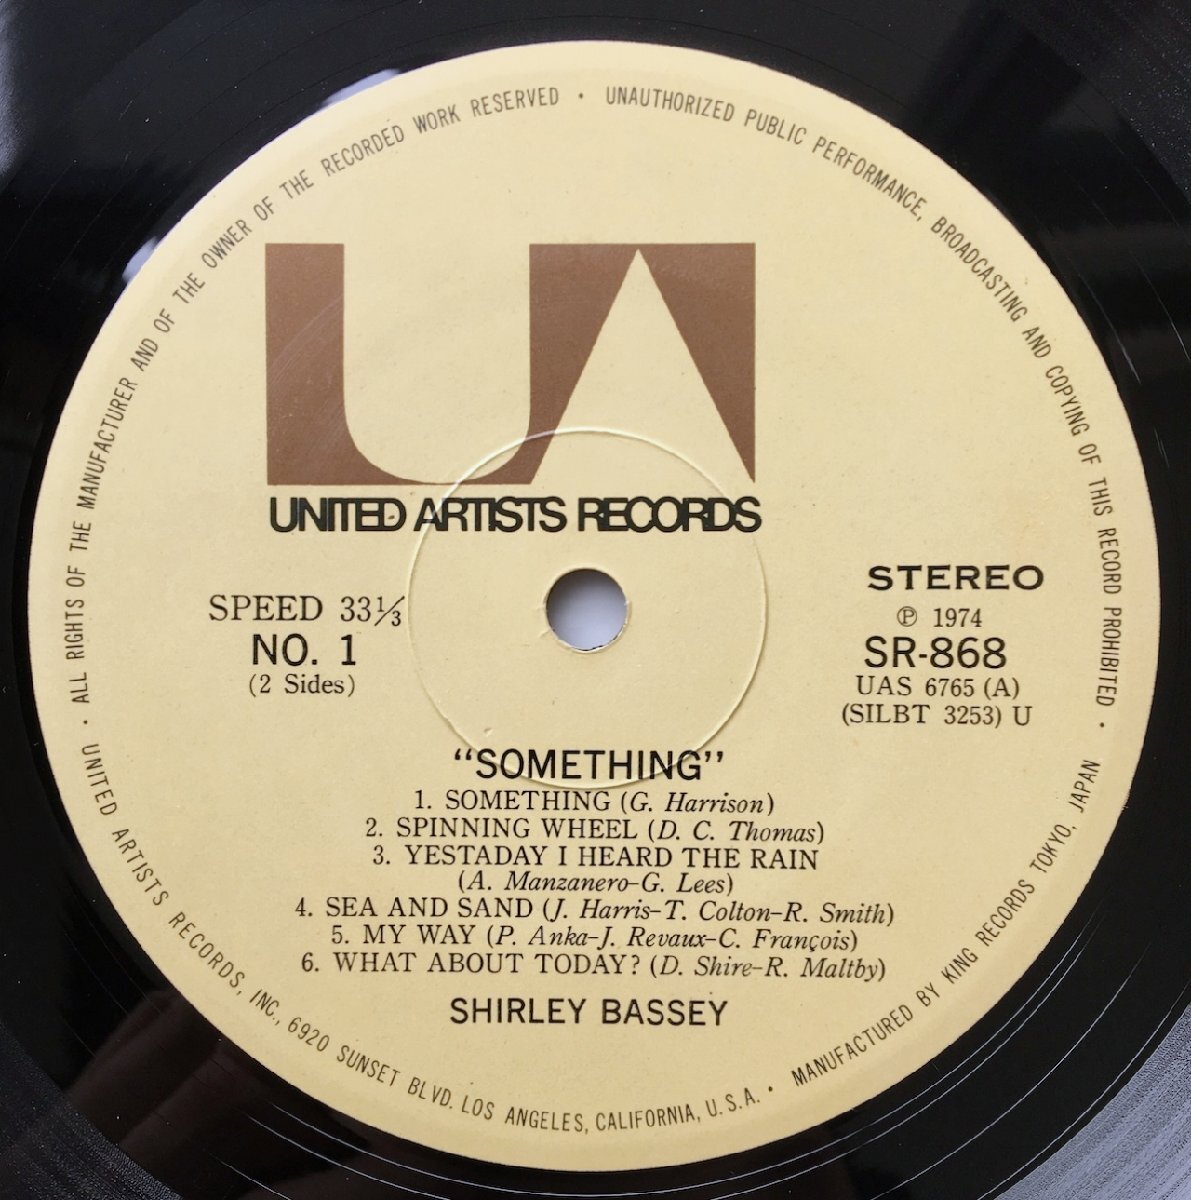 UNITED ARTISTS RECORDS, INC., 6920 SUNSET BLVD. LOS ANGELES, CALIFORNIA, U.S.A. · MANUFACTURED BY KING RECORDS TOKYO, JAPAN
· ALL RIGHTS OF THE MANUFACTURER AND OF THE OWNER OF THE RECORDED WORK RESERVED · UNAUTHORIZED PUBLIC PERFORMANCE, BROADCASTING AND COPYING OF THIS RECORD PROHIBITED ·
UA
UNITED ARTISTS RECORDS
SPEED 33⅓
NO. 1
(2 Sides)
STEREO
℗ 1974
SR-868
UAS 6765 (A)
(SILBT 3253) U
“SOMETHING”
1. SOMETHING (G. Harrison)
2. SPINNING WHEEL (D. C. Thomas)
3. YESTADAY I HEARD THE RAIN
(A. Manzanero-G. Lees)
4. SEA AND SAND (J. Harris-T. Colton-R. Smith)
5. MY WAY (P. Anka-J. Revaux-C. François)
6. WHAT ABOUT TODAY? (D. Shire-R. Maltby)
SHIRLEY BASSEY